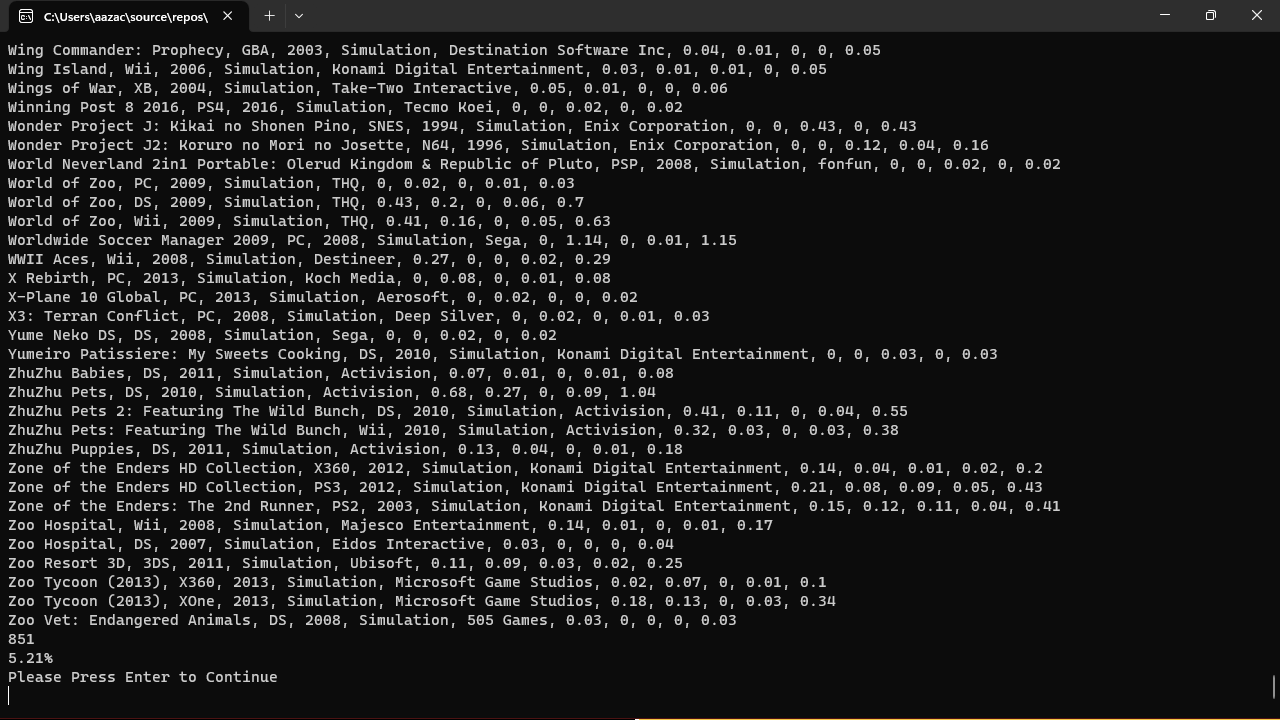 C:\Users\aazac\source\repos\
Wing Commander: Prophecy, GBA, 2003, Simulation, Destination Software Inc, 0.04, 0.01, 0, 0, 0.05
Wing Island, Wii, 2006, Simulation, Konami Digital Entertainment, 0.03, 0.01, 0.01, 0, 0.05
Wings of War, XB, 2004, Simulation, Take-Two Interactive, 0.05, 0.01, 0, 0, 0.06
Winning Post 8 2016, PS4, 2016, Simulation, Tecmo Koei, 0, 0, 0.02, 0, 0.02
Wonder Project J: Kikai no Shonen Pino, SNES, 1994, Simulation, Enix Corporation, 0, 0, 0.43, 0, 0.43
Wonder Project J2: Koruro no Mori no Josette, N64, 1996, Simulation, Enix Corporation, 0, 0, 0.12, 0.04, 0.16
World Neverland 2in1 Portable: Olerud Kingdom & Republic of Pluto, PSP, 2008, Simulation, fonfun, 0, 0, 0.02, 0, 0.02
World of Zoo, PC, 2009, Simulation, THQ, 0, 0.02, 0, 0.01, 0.03
World of Zoo, DS, 2009, Simulation, THQ, 0.43, 0.2, 0, 0.06, 0.7
World of Zoo, Wii, 2009, Simulation, THQ, 0.41, 0.16, 0, 0.05, 0.63
Worldwide Soccer Manager 2009, PC, 2008, Simulation, Sega, 0, 1.14, 0, 0.01, 1.15
WWII Aces, Wii, 2008, Simulation, Destineer, 0.27, 0, 0, 0.02, 0.29
X Rebirth, PC, 2013, Simulation, Koch Media, 0, 0.08, 0, 0.01, 0.08
X-Plane 10 Global, PC, 2013, Simulation, Aerosoft, 0, 0.02, 0, 0, 0.02
X3: Terran Conflict, PC, 2008, Simulation, Deep Silver, 0, 0.02, 0, 0.01, 0.03
Yume Neko DS, DS, 2008, Simulation, Sega, 0, 0, 0.02, 0, 0.02
Yumeiro Patissiere: My Sweets Cooking, DS, 2010, Simulation, Konami Digital Entertainment, 0, 0, 0.03, 0, 0.03
ZhuZhu Babies, DS, 2011, Simulation, Activision, 0.07, 0.01, 0, 0.01, 0.08
ZhuZhu Pets, DS, 2010, Simulation, Activision, 0.68, 0.27, 0, 0.09, 1.04
ZhuZhu Pets 2: Featuring The Wild Bunch, DS, 2010, Simulation, Activision, 0.41, 0.11, 0, 0.04, 0.55
ZhuZhu Pets: Featuring The Wild Bunch, Wii, 2010, Simulation, Activision, 0.32, 0.03, 0, 0.03, 0.38
ZhuZhu Puppies, DS, 2011, Simulation, Activision, 0.13, 0.04, 0, 0.01, 0.18
Zone of the Enders HD Collection, X360, 2012, Simulation, Konami Digital Entertainment, 0.14, 0.04, 0.01, 0.02, 0.2
Zone of the Enders HD Collection, PS3, 2012, Simulation, Konami Digital Entertainment, 0.21, 0.08, 0.09, 0.05, 0.43
Zone of the Enders: The 2nd Runner, PS2, 2003, Simulation, Konami Digital Entertainment, 0.15, 0.12, 0.11, 0.04, 0.41
Zoo Hospital, Wii, 2008, Simulation, Majesco Entertainment, 0.14, 0.01, 0, 0.01, 0.17
Zoo Hospital, DS, 2007, Simulation, Eidos Interactive, 0.03, 0, 0, 0, 0.04
Zoo Resort 3D, 3DS, 2011, Simulation, Ubisoft, 0.11, 0.09, 0.03, 0.02, 0.25
Zoo Tycoon (2013), X360, 2013, Simulation, Microsoft Game Studios, 0.02, 0.07, 0, 0.01, 0.1
Zoo Tycoon (2013), XOne, 2013, Simulation, Microsoft Game Studios, 0.18, 0.13, 0, 0.03, 0.34
Zoo Vet: Endangered Animals, DS, 2008, Simulation, 505 Games, 0.03, 0, 0, 0, 0.03
851
5.21%
Please Press Enter to Continue